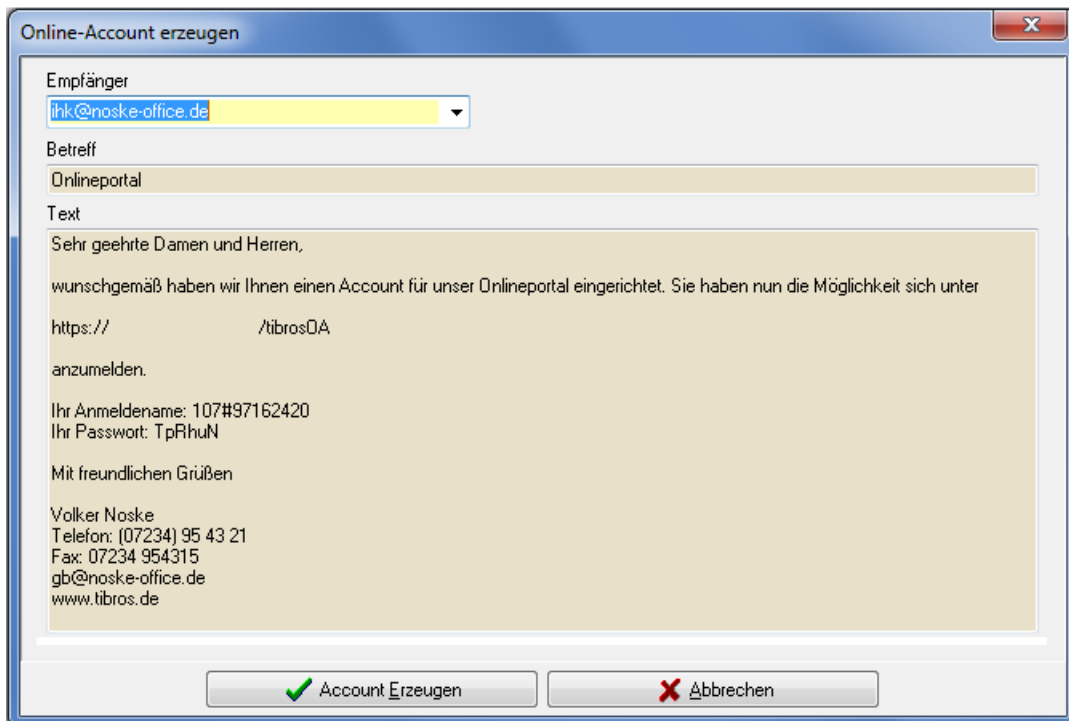 Online-Account erzeugen
Empfänger
ihk@noske-office.de
Betreff
Onlineportal
Text
Sehr geehrte Damen und Herren,
wunschgemäß haben wir Ihnen einen Account für unser Onlineportal eingerichtet. Sie haben nun die Möglichkeit sich unter
https:// /tibrosOA
anzumelden.
Ihr Anmeldename: 107#97162420
Ihr Passwort: TpRhuN
Mit freundlichen Grüßen
Volker Noske
Telefon: (07234) 95 43 21
Fax: 07234 954315
gb@noske-office.de
www.tibros.de
Account Erzeugen
Abbrechen